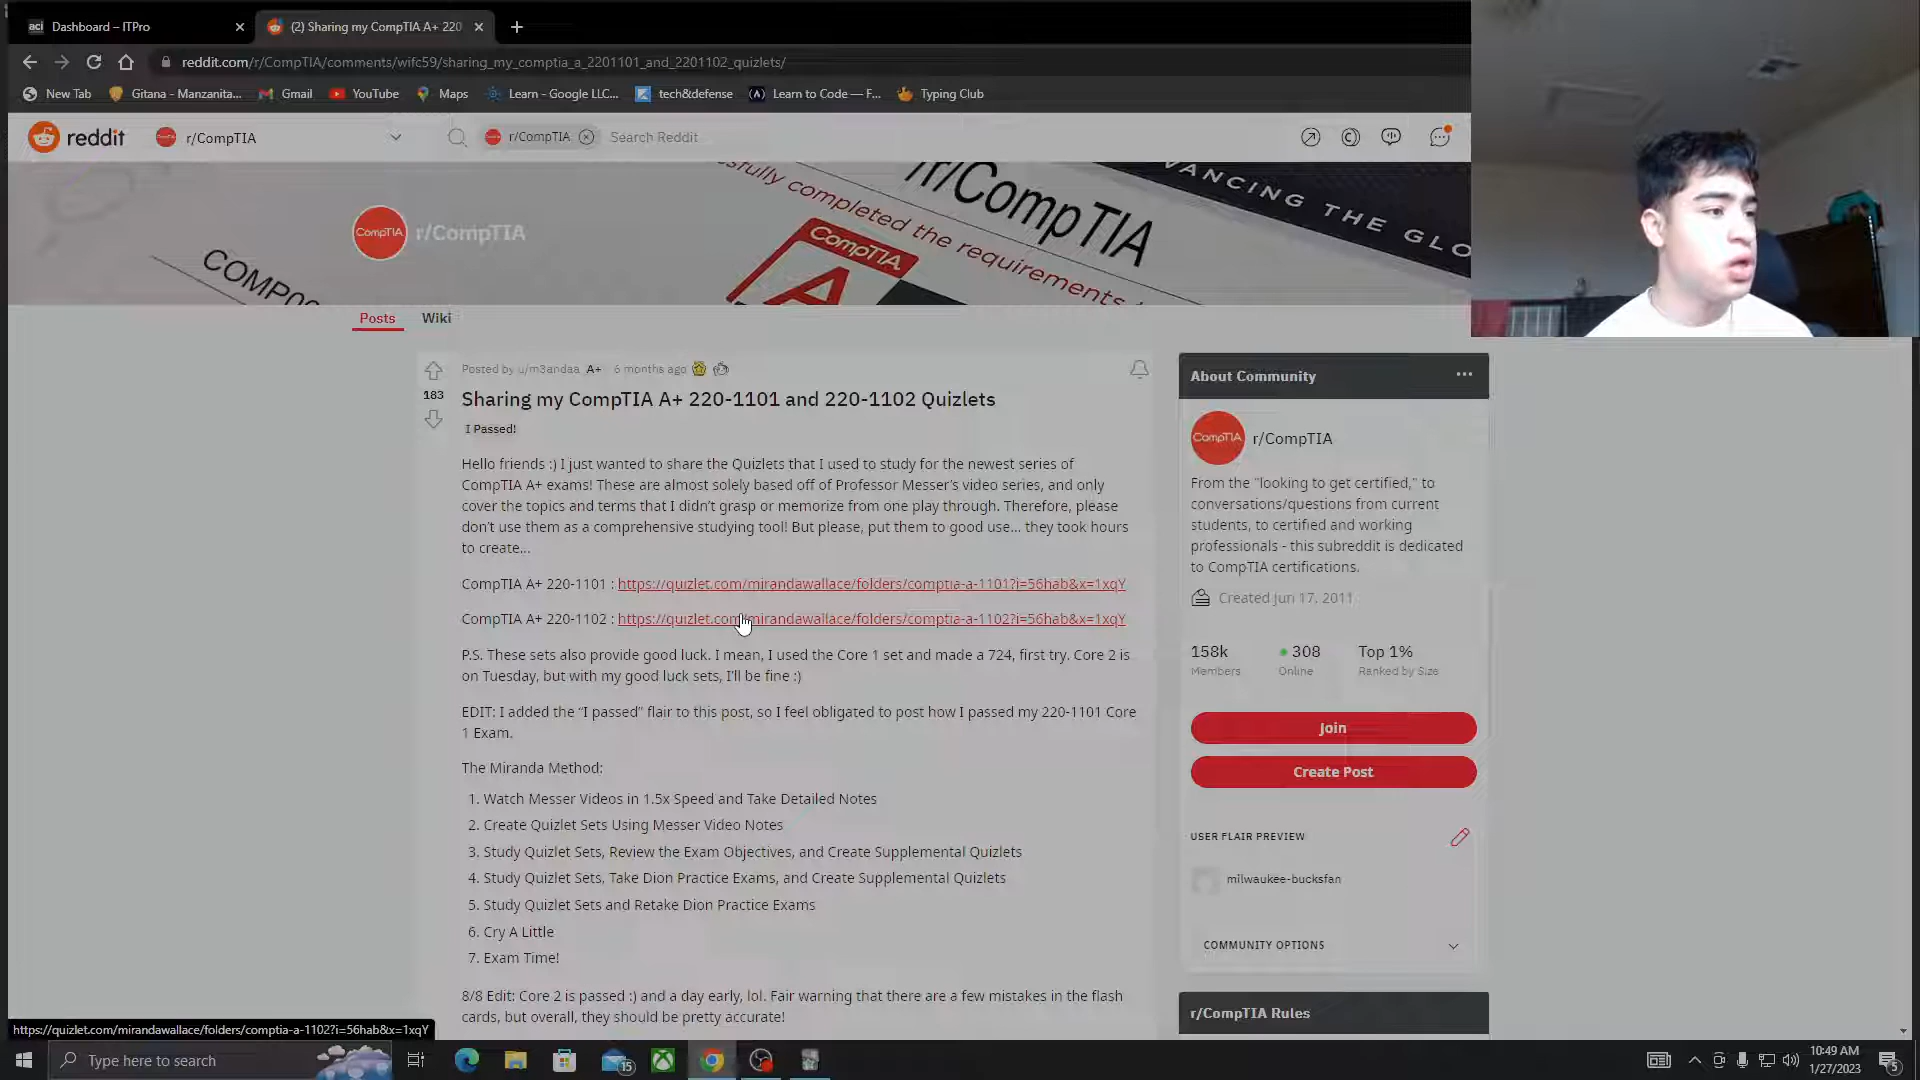 aci Dashboard – ITPro
(2) Sharing my CompTIA A+ 220
reddit.com/r/CompTIA/comments/wifc59/sharing_my_comptia_a_2201101_and_2201102_quizlets/
New Tab
Gitana - Manzanita...
Gmail
YouTube
Maps
Learn - Google LLC...
tech&defense
Learn to Code — F...
Typing Club
reddit
r/CompTIA
r/CompTIA
Search Reddit
COMP
ssfully completed the requirements
/r/CompTIA
VANCING THE GLO
CompTIA
A
CompTIA
r/CompTIA
Posts
Wiki
183
Posted by u/m3andaa A+ 6 months ago
Sharing my CompTIA A+ 220-1101 and 220-1102 Quizlets
I Passed!
Hello friends :) I just wanted to share the Quizlets that I used to study for the newest series of
CompTIA A+ exams! These are almost solely based off of Professor Messer's video series, and only
cover the topics and terms that I didn't grasp or memorize from one play through. Therefore, please
don't use them as a comprehensive studying tool! But please, put them to good use... they took hours
to create...
CompTIA A+ 220-1101 : https://quizlet.com/mirandawallace/folders/comptia-a-1101?i=56hab&x=1xqY
CompTIA A+ 220-1102 : https://quizlet.com/mirandawallace/folders/comptia-a-1102?i=56hab&x=1xqY
P.S. These sets also provide good luck. I mean, I used the Core 1 set and made a 724, first try. Core 2 is
on Tuesday, but with my good luck sets, I'll be fine :)
EDIT: I added the “I passed” flair to this post, so I feel obligated to post how I passed my 220-1101 Core
1 Exam.
The Miranda Method:
1. Watch Messer Videos in 1.5x Speed and Take Detailed Notes
2. Create Quizlet Sets Using Messer Video Notes
3. Study Quizlet Sets, Review the Exam Objectives, and Create Supplemental Quizlets
4. Study Quizlet Sets, Take Dion Practice Exams, and Create Supplemental Quizlets
5. Study Quizlet Sets and Retake Dion Practice Exams
6. Cry A Little
7. Exam Time!
8/8 Edit: Core 2 is passed :) and a day early, lol. Fair warning that there are a few mistakes in the flash
cards, but overall, they should be pretty accurate!
About Community
CompTIA
r/CompTIA
From the "looking to get certified," to
conversations/questions from current
students, to certified and working
professionals - this subreddit is dedicated
to CompTIA certifications.
Created Jun 17, 2011
158k
308
Top 1%
Members
Online
Ranked by Size
Join
Create Post
USER FLAIR PREVIEW
milwaukee-bucksfan
COMMUNITY OPTIONS
r/CompTIA Rules
https://quizlet.com/mirandawallace/folders/comptia-a-1102?i=56hab&x=1xqY
Type here to search
15
10:49 AM
1/27/2023
5